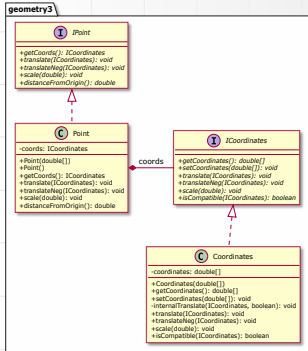 geometry3
I IPoint
+getCoords(): ICoordinates
+translate(ICoordinates): void
+translateNeg(ICoordinates): void
+scale(double): void
+distanceFromOrigin(): double
C Point
-coords: ICoordinates
+Point(double[])
+Point()
+getCoords(): ICoordinates
+translate(ICoordinates): void
+translateNeg(ICoordinates): void
+scale(double): void
+distanceFromOrigin(): double
coords
I ICoordinates
+getCoordinates(): double[]
+setCoordinates(double[]): void
+translate(ICoordinates): void
+translateNeg(ICoordinates): void
+scale(double): void
+isCompatible(ICoordinates): boolean
C Coordinates
-coordinates: double[]
+Coordinates(double[])
+getCoordinates(): double[]
+setCoordinates(double[]): void
-internalTranslate(ICoordinates, boolean): void
+translate(ICoordinates): void
+translateNeg(ICoordinates): void
+scale(double): void
+isCompatible(ICoordinates): boolean